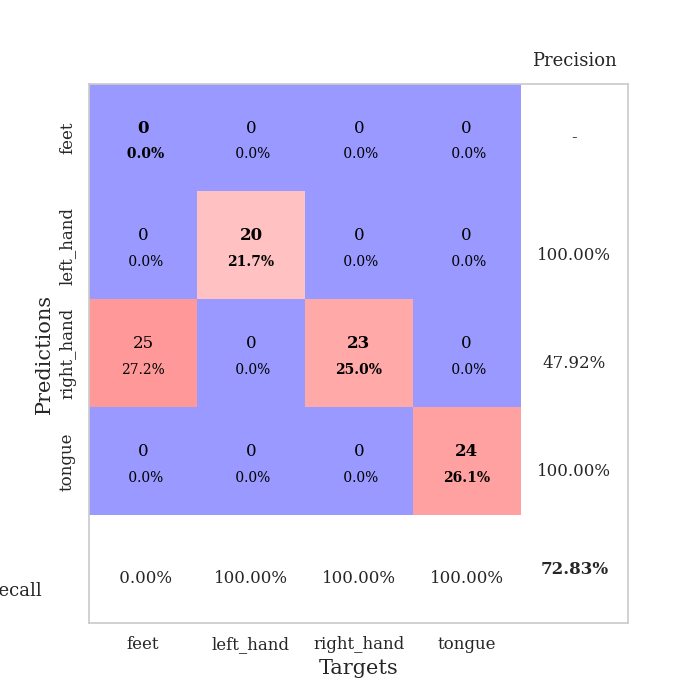 Precision
feet
0 0 0 0
0.0% 0.0% 0.0% 0.0%
-
left_hand
0 20 0 0
0.0% 21.7% 0.0% 0.0%
100.00%
Predictions
right_hand
25 0 23 0
27.2% 0.0% 25.0% 0.0%
47.92%
tongue
0 0 0 24
0.0% 0.0% 0.0% 26.1%
100.00%
ecall
0.00% 100.00% 100.00% 100.00%
72.83%
feet left_hand right_hand tongue
Targets